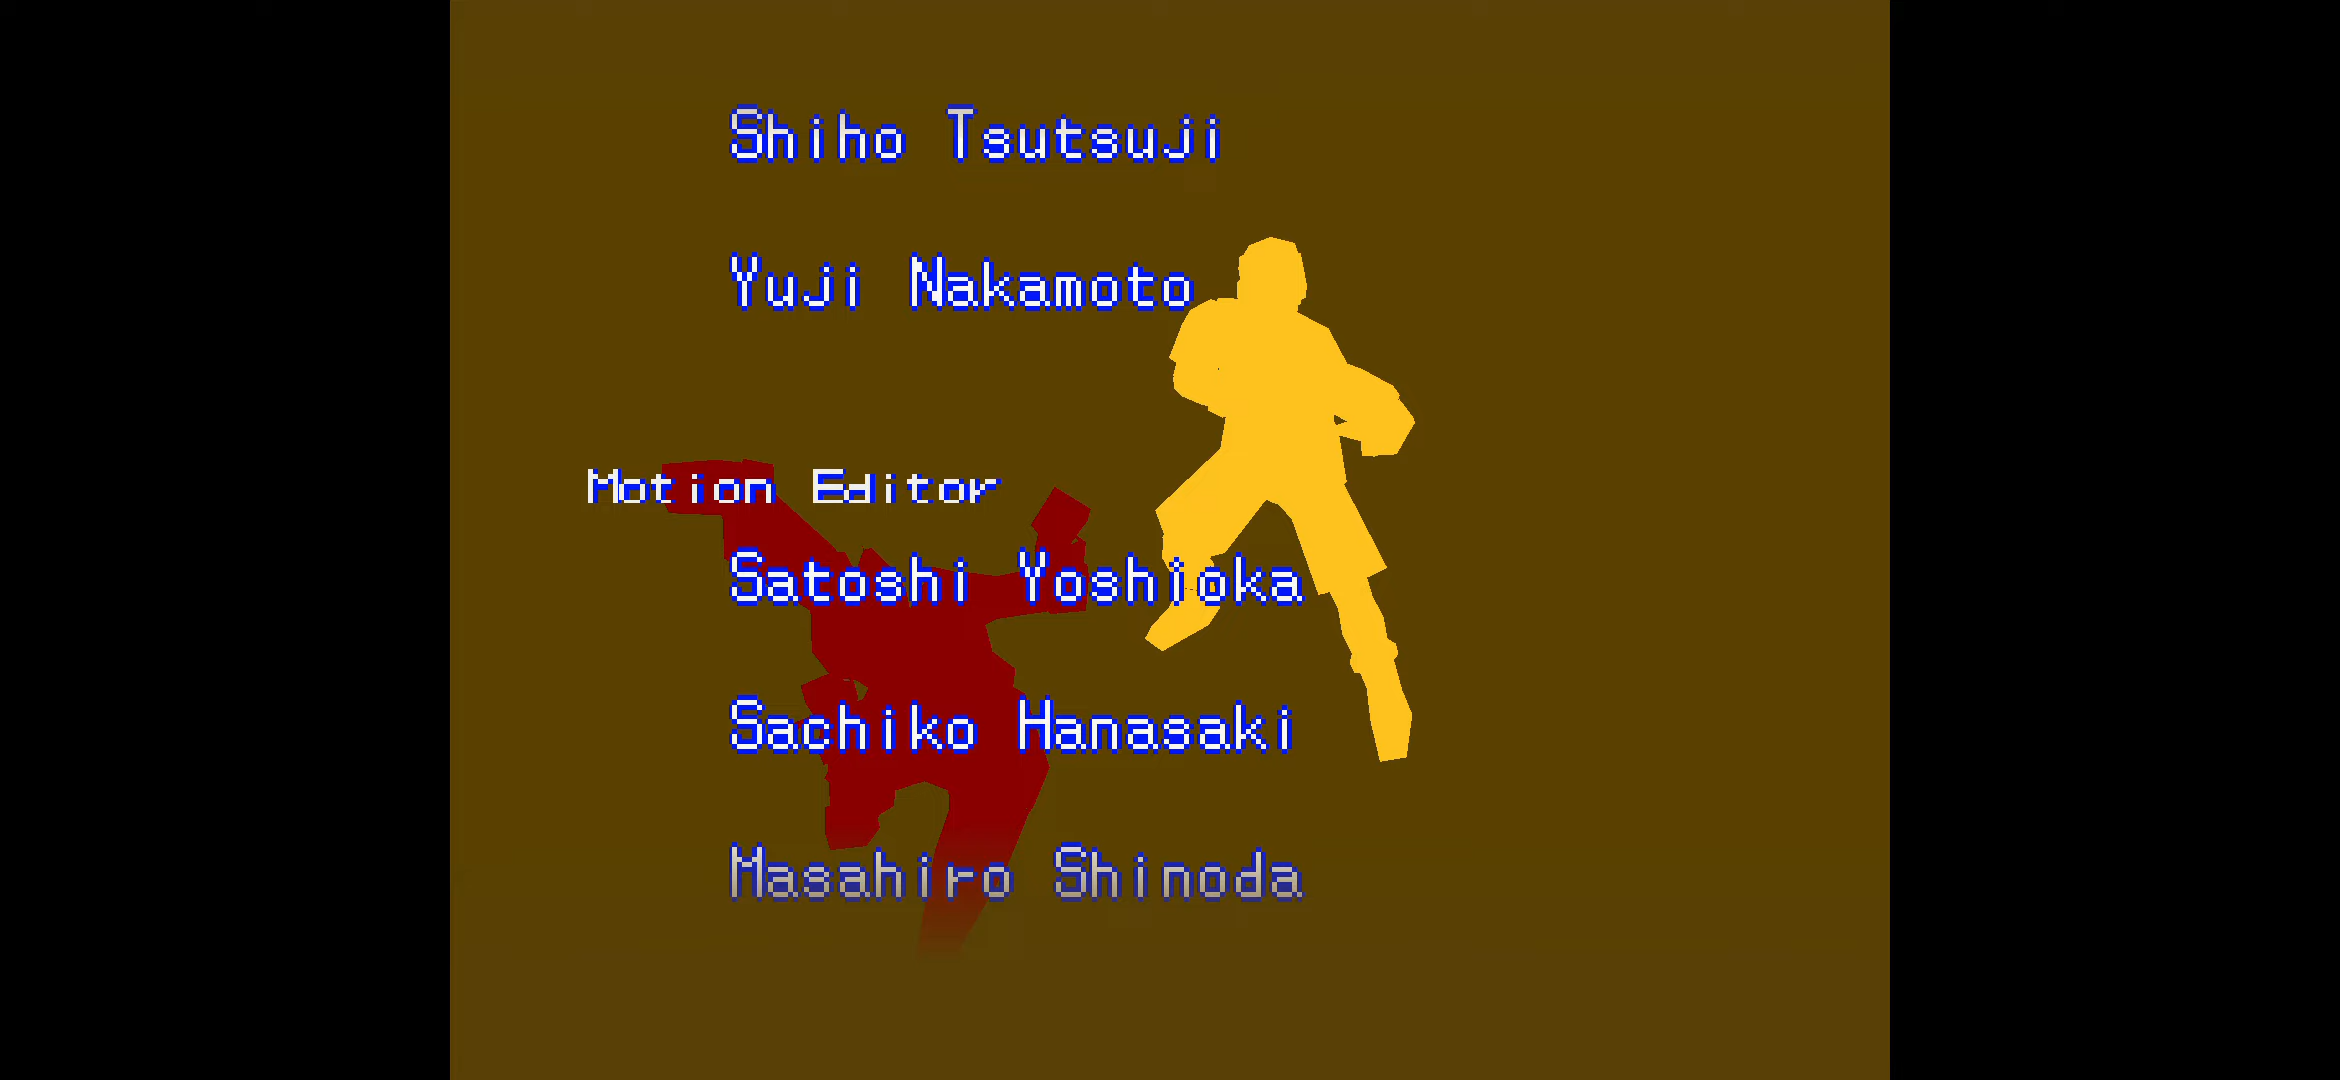 Shiho Tsutsuji
Yuji Nakamoto
Motion Editor
Satoshi Yoshioka
Sachiko Hanasaki
Masahiro Shinoda